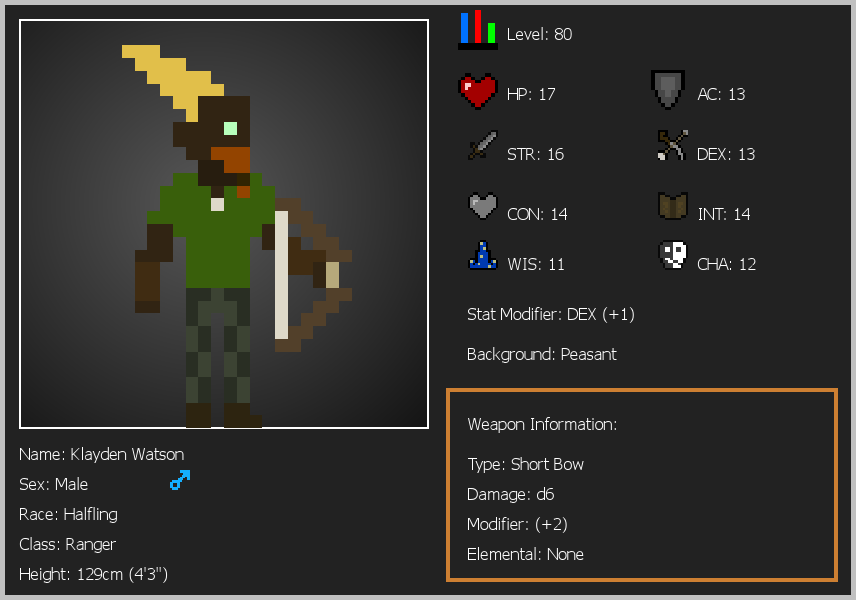 Level: 80
HP: 17
AC: 13
STR: 16
DEX: 13
CON: 14
INT: 14
WIS: 11
CHA: 12
Stat Modifier: DEX (+1)
Background: Peasant
Weapon Information:
Type: Short Bow
Damage: d6
Modifier: (+2)
Elemental: None
Name: Klayden Watson
Sex: Male
Race: Halfling
Class: Ranger
Height: 129cm (4'3")